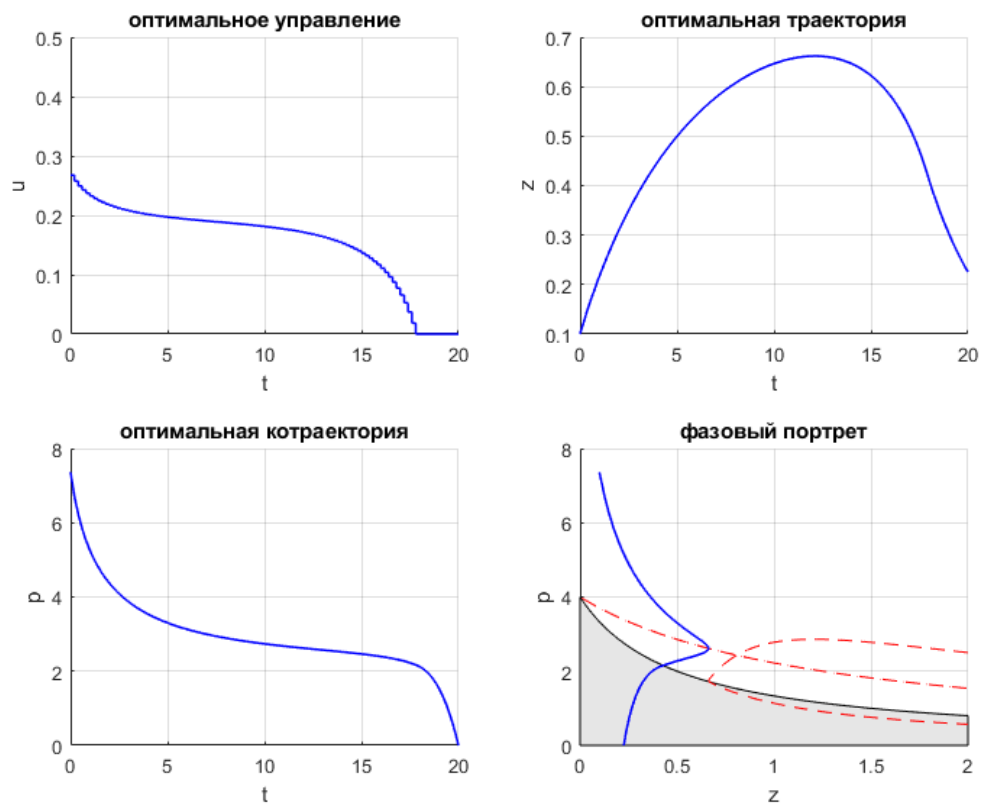 оптимальное управление
0.5
0.4
0.3
0.2
0.1
0
u
0 5 10 15 20
t
оптимальная траектория
0.7
0.6
0.5
0.4
0.3
0.2
0.1
z
0 5 10 15 20
t
оптимальная котраектория
8
6
4
2
0
p
0 5 10 15 20
t
фазовый портрет
8
6
4
2
0
p
0 0.5 1 1.5 2
z